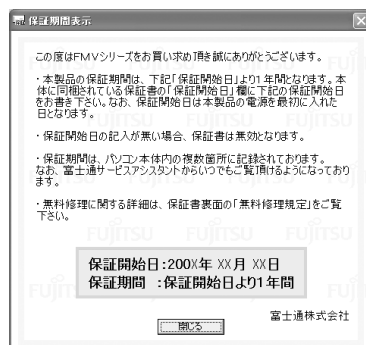 保証期間表示
この度はFMVシリーズをお買い求め頂き誠にありがとうございます。
・本製品の保証期間は、下記「保証開始日」より1年間となります。本
体に同梱されている保証書の「保証開始日」欄に下記の保証開始日
をお書き下さい。なお、保証開始日は本製品の電源を最初に入れた
日となります。
・保証開始日の記入が無い場合、保証書は無効となります。
・保証期間は、パソコン本体内の複数箇所に記録されております。
なお、富士通サービスアシスタントからいつでもご覧頂けるようになっており
ます。
・無料修理に関する詳細は、保証書裏面の「無料修理規定」をご覧
下さい。
保証開始日:200X年 XX月 XX日
保証期間 :保証開始日より1年間
富士通株式会社
閉じる